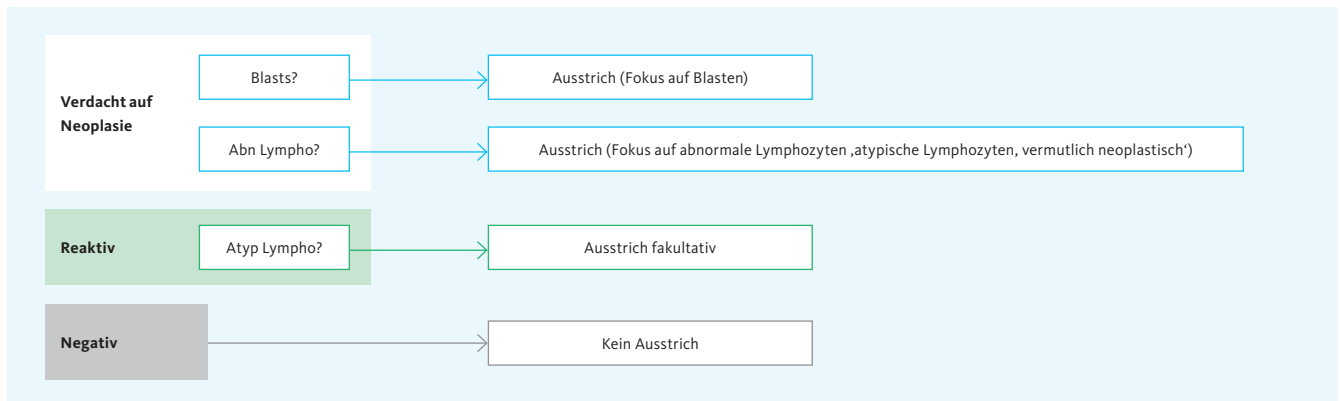 Verdacht auf
Neoplasie
Blasts?
Ausstrich (Fokus auf Blasten)
Abn Lympho?
Ausstrich (Fokus auf abnormale Lymphozyten ‚atypische Lymphozyten, vermutlich neoplastisch‘)
Reaktiv
Atyp Lympho?
Ausstrich fakultativ
Negativ
Kein Ausstrich